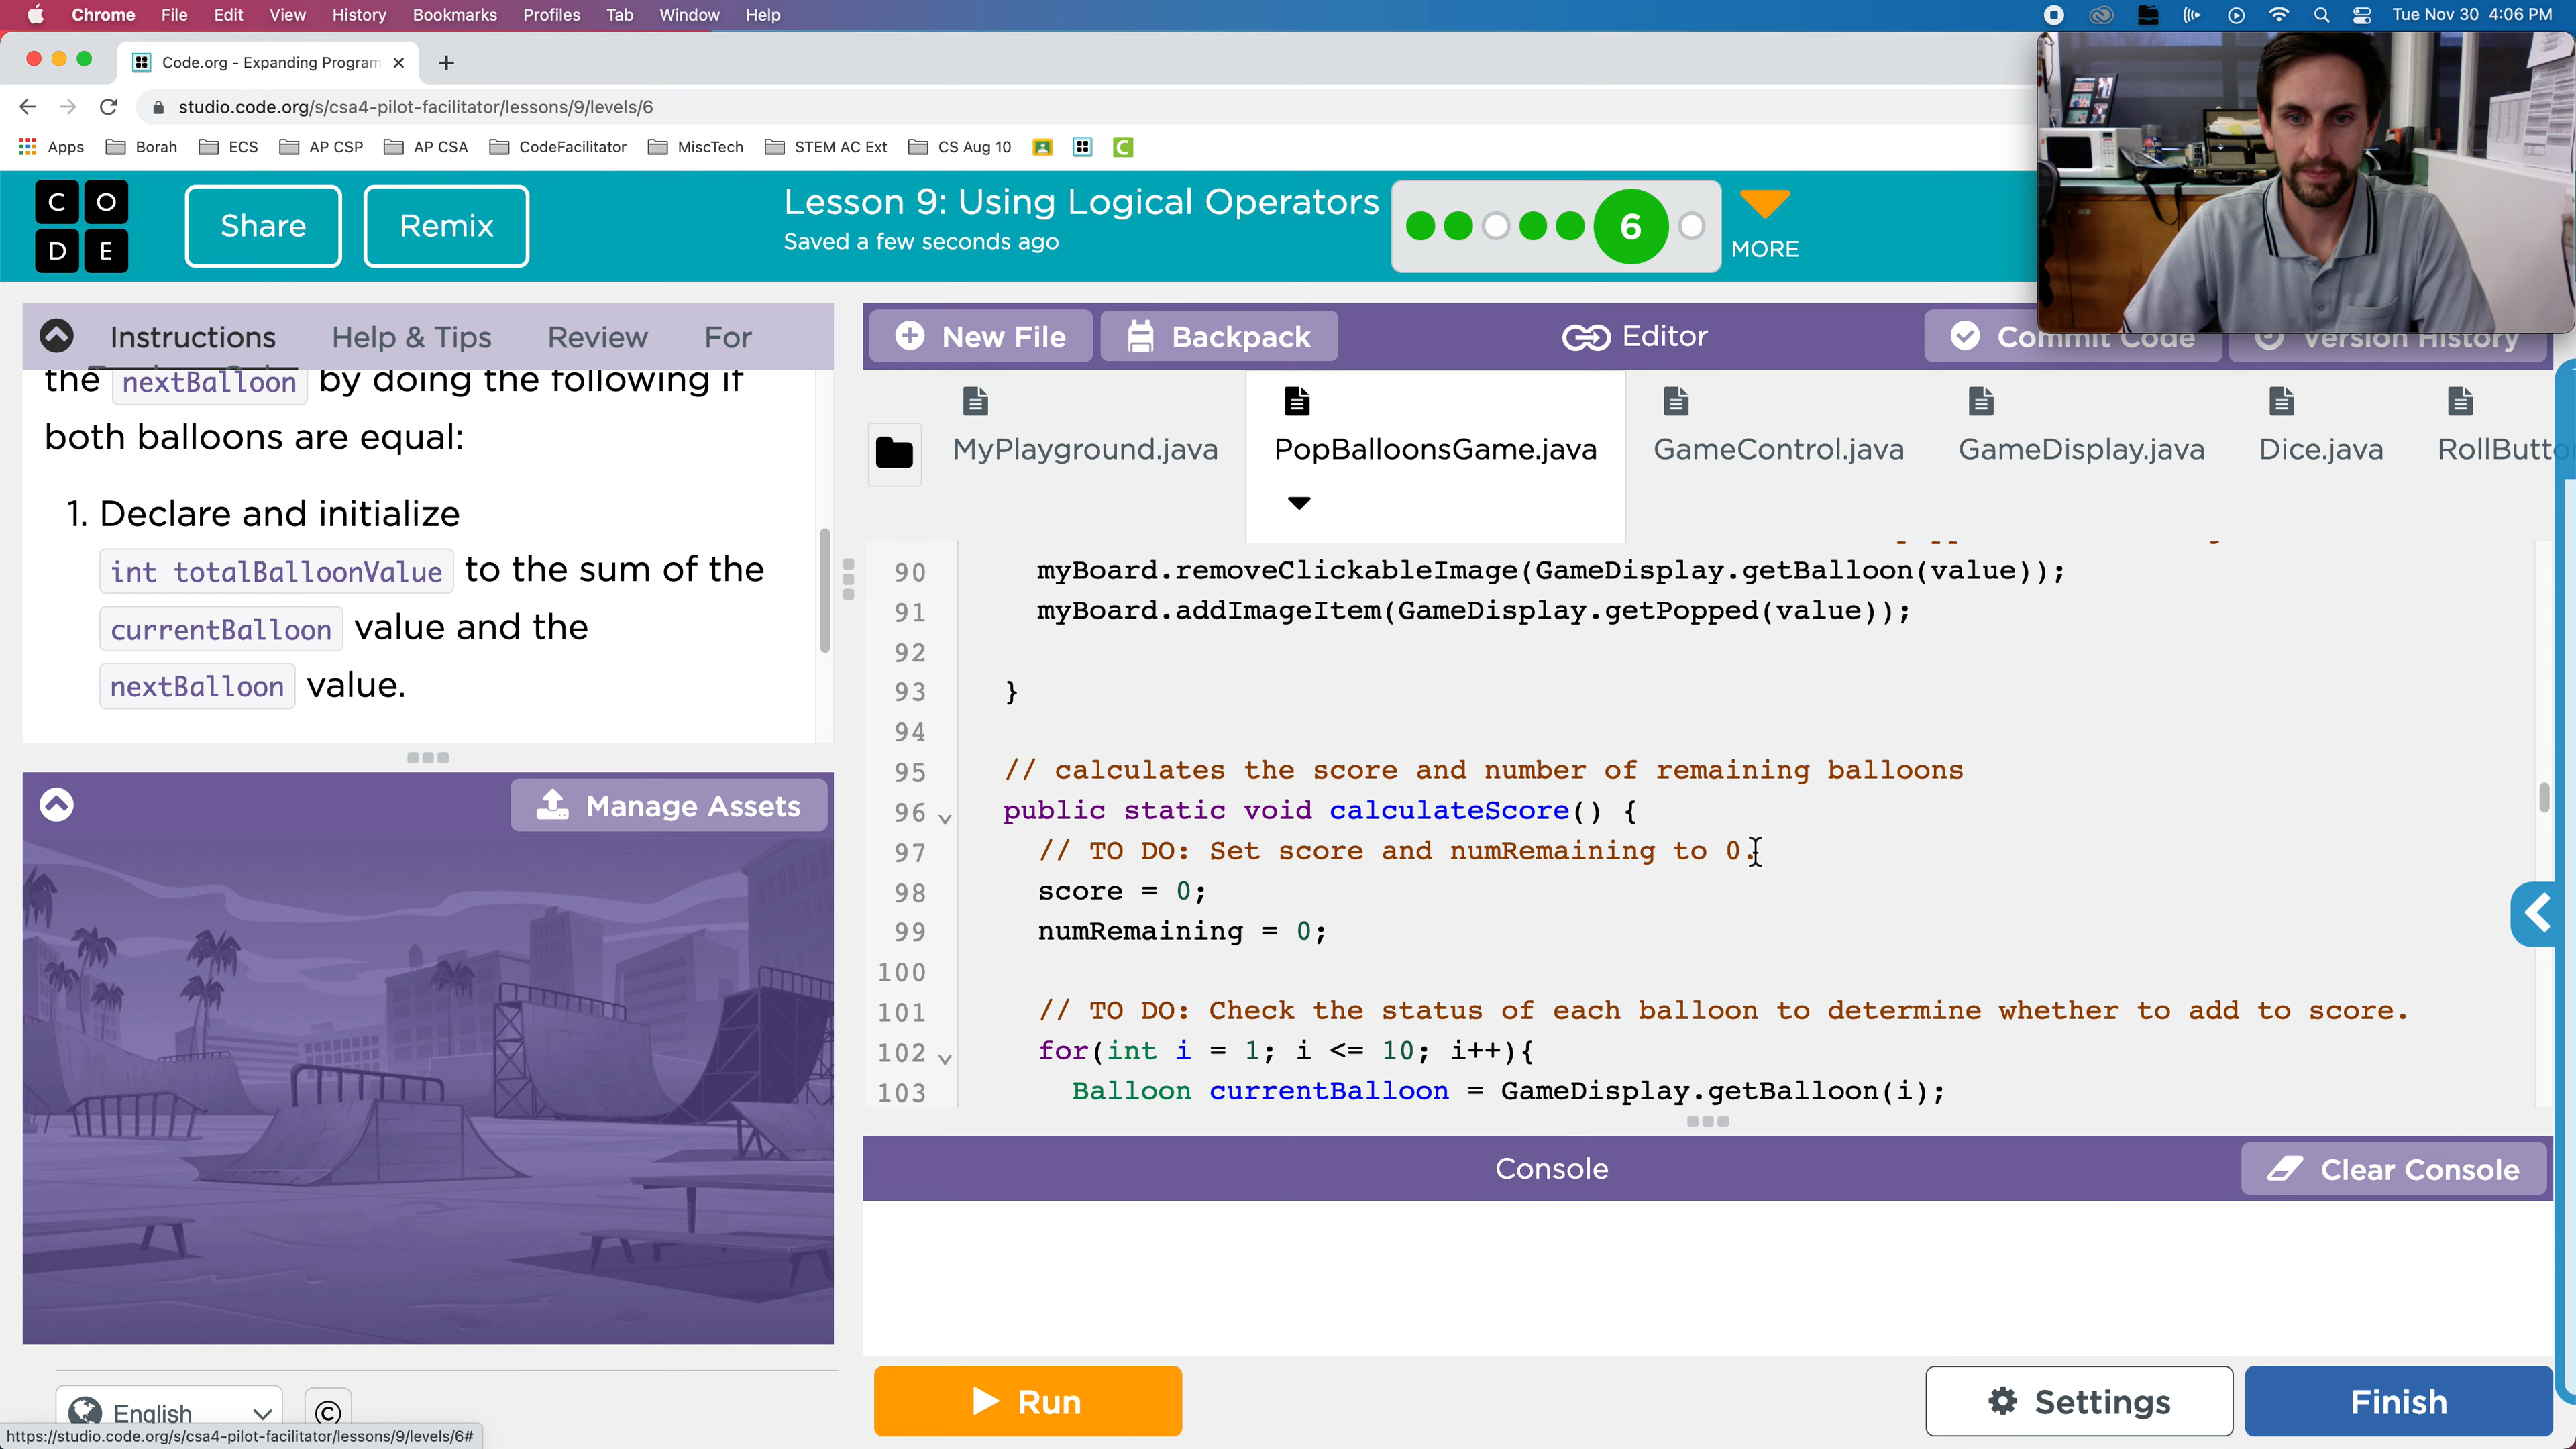 Chrome File Edit View History Bookmarks Profiles Tab Window Help Tue Nov 30 4:06 PM
Code.org - Expanding Program
studio.code.org/s/csa4-pilot-facilitator/lessons/9/levels/6
Apps Borah ECS AP CSP AP CSA CodeFacilitator MiscTech STEM AC Ext CS Aug 10 C
C O D E
Share Remix
Lesson 9: Using Logical Operators
Saved a few seconds ago
6
MORE
Instructions Help & Tips Review For
the nextBalloon by doing the following if
both balloons are equal:
1. Declare and initialize
int totalBalloonValue to the sum of the
currentBalloon value and the
nextBalloon value.
Manage Assets
New File Backpack Editor Commit Code Version History
MyPlayground.java PopBalloonsGame.java GameControl.java GameDisplay.java Dice.java RollButto
90 myBoard.removeClickableImage(GameDisplay.getBalloon(value));
91 myBoard.addImageItem(GameDisplay.getPopped(value));
92
93 }
94
95 // calculates the score and number of remaining balloons
96 public static void calculateScore() {
97 // TO DO: Set score and numRemaining to 0.
98 score = 0;
99 numRemaining = 0;
100
101 // TO DO: Check the status of each balloon to determine whether to add to score.
102 for(int i = 1; i <= 10; i++){
103 Balloon currentBalloon = GameDisplay.getBalloon(i);
Console
Clear Console
Run
Settings
Finish
English ©
https://studio.code.org/s/csa4-pilot-facilitator/lessons/9/levels/6#